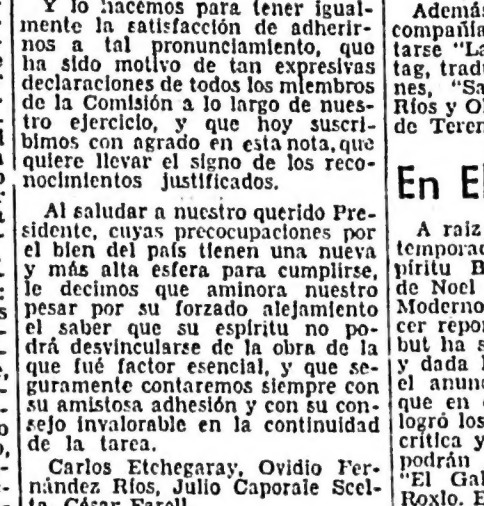 Y lo hacemos para tener igual-
mente la satisfacción de adherir-
nos a tal pronunciamiento, que
ha sido motivo de tan expresivas
declaraciones de todos los miembros
de la Comisión a lo largo de nues-
tro ejercicio, y que hoy suscri-
bimos con agrado en esta nota, que
quiere llevar el signo de los reco-
nocimientos justificados.
Al saludar a nuestro querido Pre-
sidente, cuyas preocupaciones por
el bien del país tienen una nueva
y más alta esfera para cumplirse,
le decimos que aminora nuestro
pesar por su forzado alejamiento
el saber que su espíritu no po-
drá desvincularse de la obra de la
que fué factor esencial, y que se-
guramente contaremos siempre con
su amistosa adhesión y con su con-
sejo invalorable en la continuidad
de la tarea.
Carlos Etchegaray, Ovidio Fer-
nández Ríos, Julio Caporale Scel-
ta, César Farell
Además
compañía
tarse "La
tag, trad
nes, "Sa
Ríos y O
de Teren
En El
A raiz
temporad
píritu B
de Noel
Moderno
cer repor
but ha s
y dada l
el anunc
que en
logró los
crítica y
podrán
"El Gal
Roxlo. E